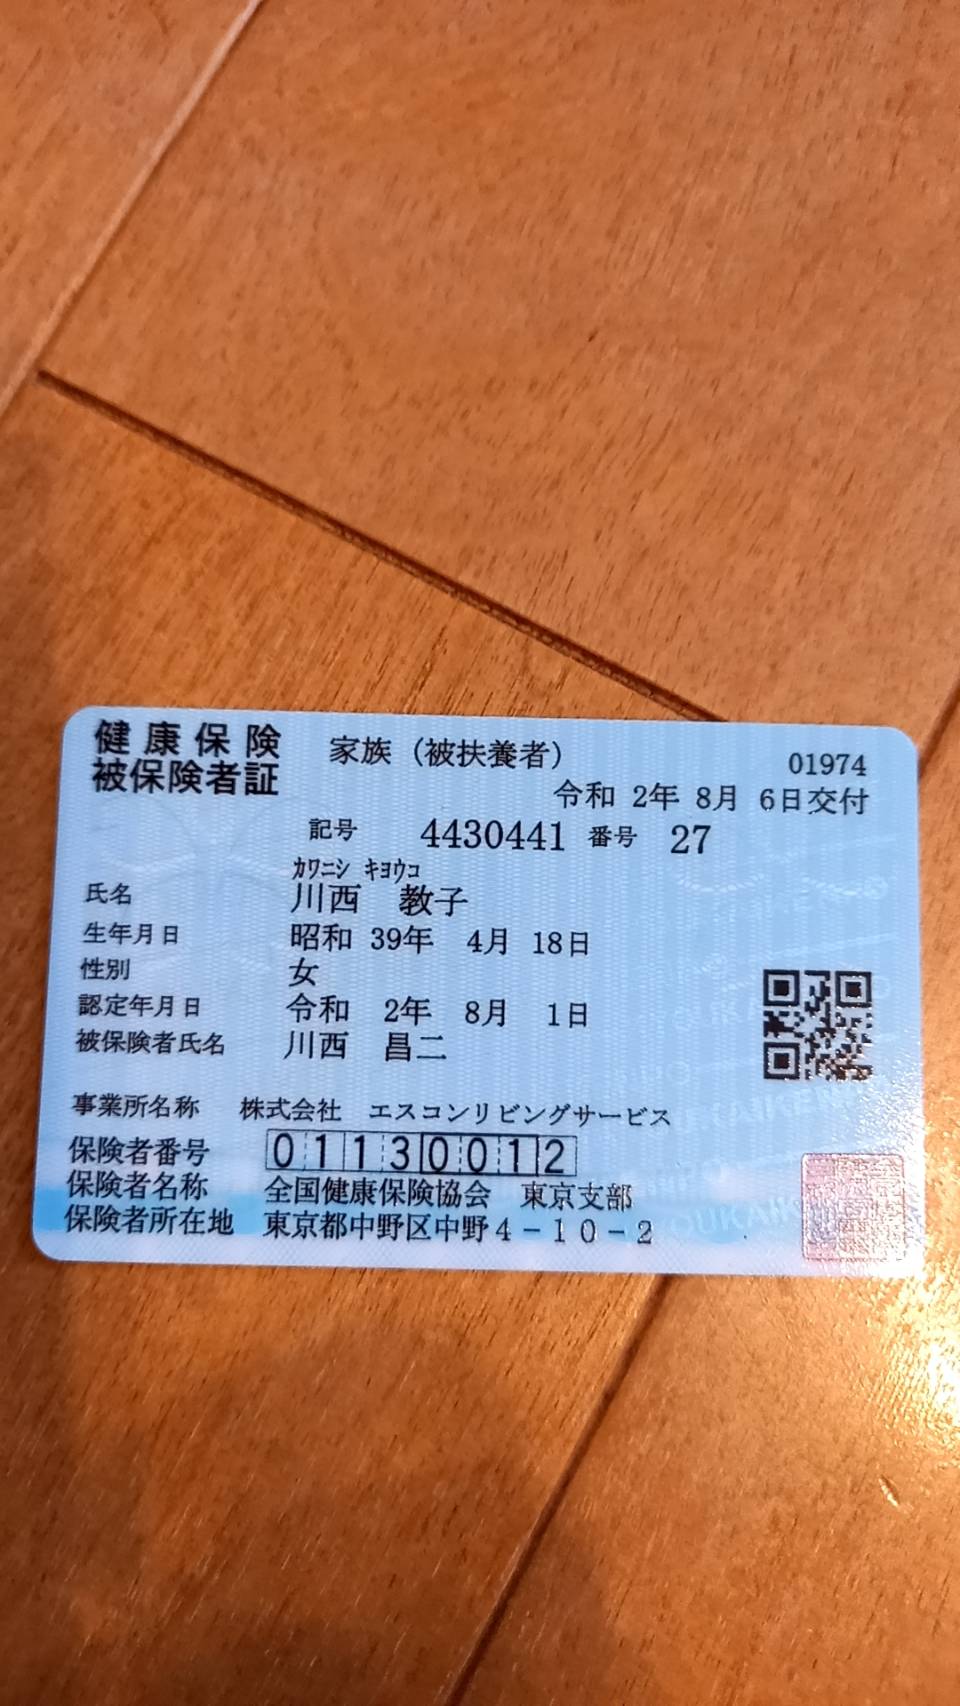 健康保険 家族（被扶養者） 01974
被保険者証
令和 2年 8月 6日交付
記号 4430441 番号 27
ｶﾜﾆｼ ｷﾖｳｺ
氏名 川西 教子
生年月日 昭和 39年 4月 18日
性別 女
認定年月日 令和 2年 8月 1日
被保険者氏名 川西 昌二
事業所名称 株式会社 エスコンリビングサービス
保険者番号 01130012
保険者名称 全国健康保険協会 東京支部
保険者所在地 東京都中野区中野4-10-2